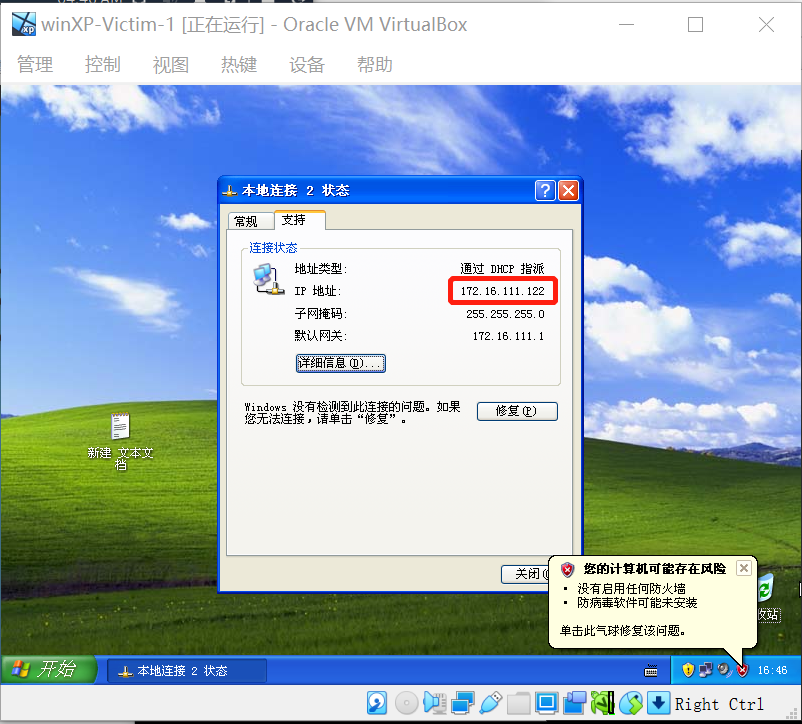 winXP-Victim-1 [正在运行] - Oracle VM VirtualBox
管理 控制 视图 热键 设备 帮助
本地连接 2 状态
常规 支持
连接状态
地址类型: 通过 DHCP 指派
IP 地址: 172.16.111.122
子网掩码: 255.255.255.0
默认网关: 172.16.111.1
详细信息(D)...
Windows 没有检测到此连接的问题。如果
您无法连接，请单击“修复”。
修复(P)
新建 文本文
档
关闭(
您的计算机可能存在风险
• 没有启用任何防火墙
• 防病毒软件可能未安装
单击此气球修复该问题。
收站
开始 本地连接 2 状态 16:46
Right Ctrl